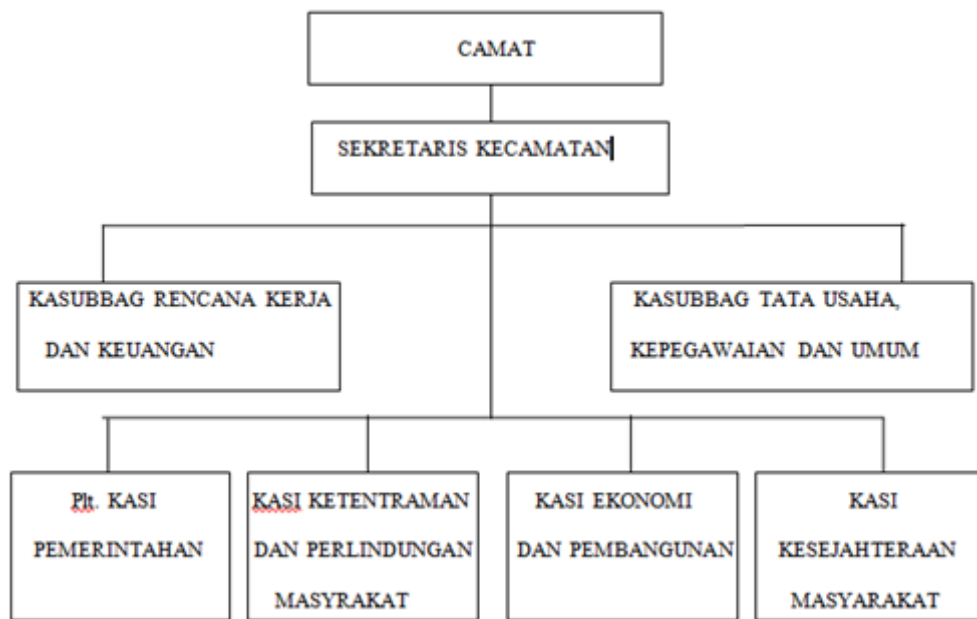 CAMAT
SEKRETARIS KECAMATAN
KASUBBAG RENCANA KERJA
DAN KEUANGAN
KASUBBAG TATA USAHA,
KEPEGAWAIAN DAN UMUM
Plt. KASI
PEMERINTAHAN
KASI KETENTRAMAN
DAN PERLINDUNGAN
MASYRAKAT
KASI EKONOMI
DAN PEMBANGUNAN
KASI
KESEJAHTERAAN
MASYARAKAT